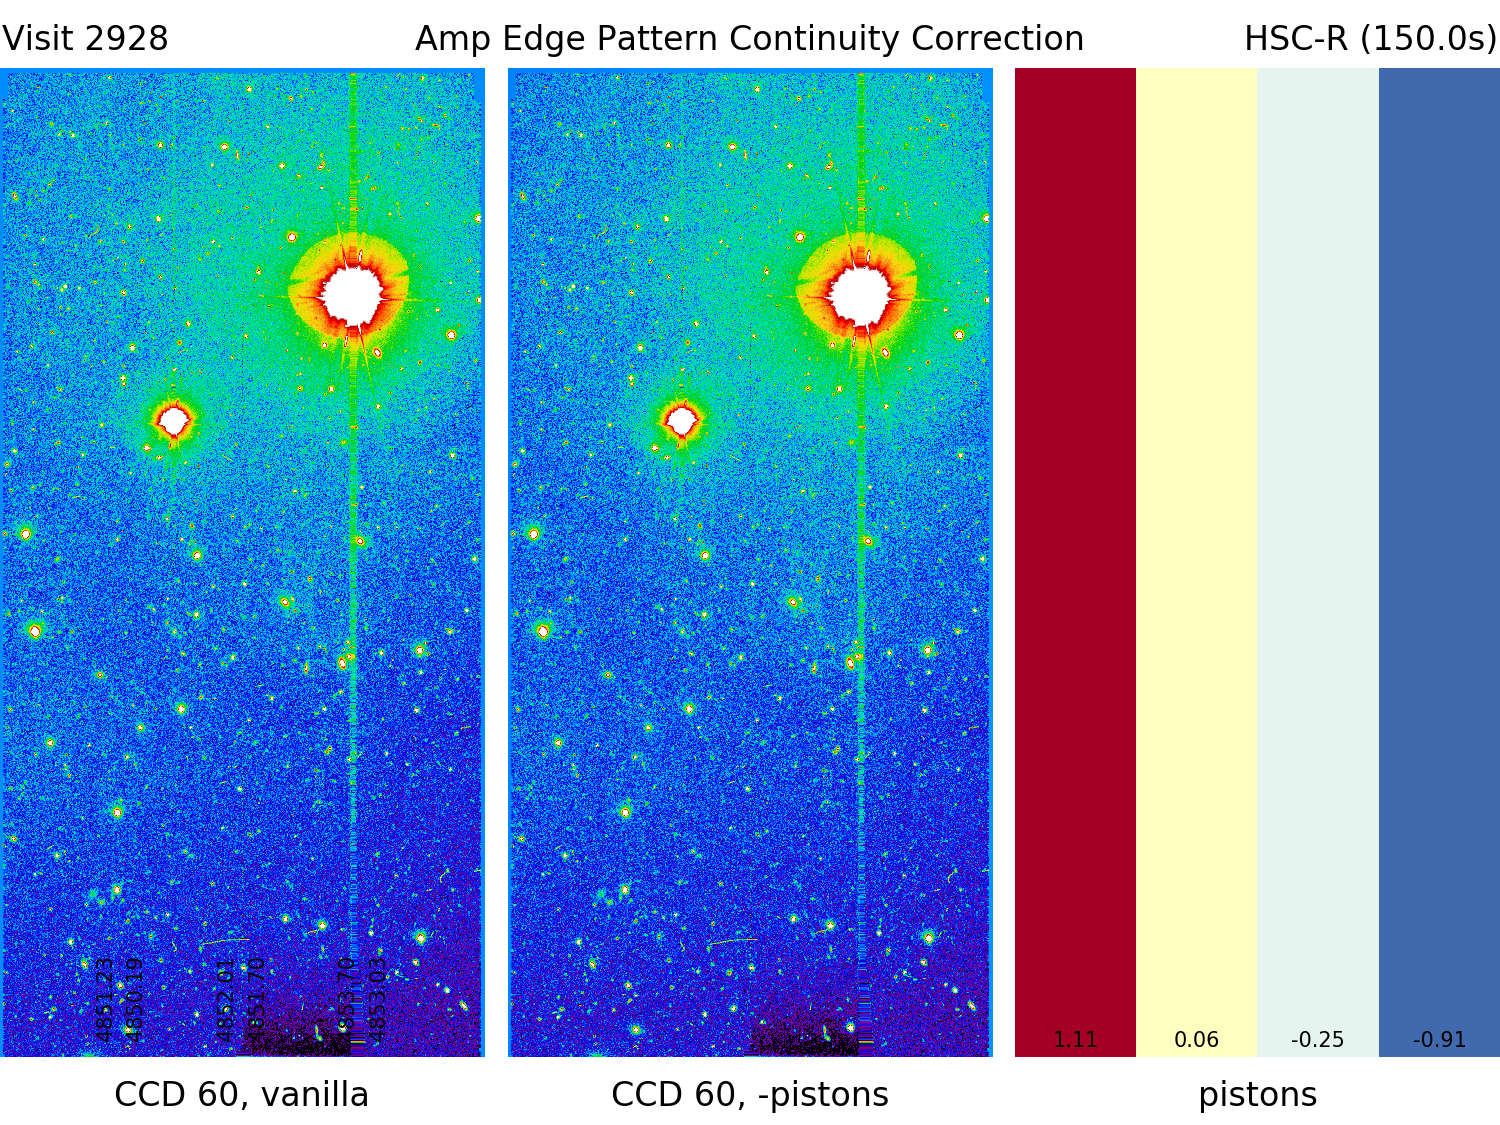 Visit 2928
Amp Edge Pattern Continuity Correction
HSC-R (150.0s)
4851.23
4850.19
4852.01
4851.70
4853.70
4853.03
1.11
0.06
-0.25
-0.91
CCD 60, vanilla
CCD 60, -pistons
pistons